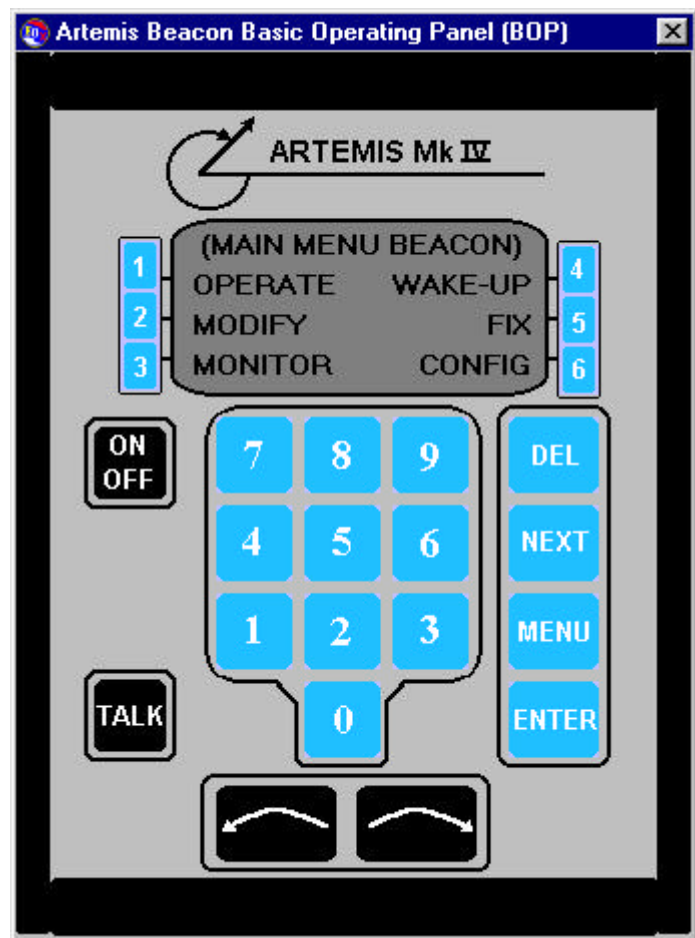 Artemis Beacon Basic Operating Panel (BOP)
ARTEMIS Mk IV
(MAIN MENU BEACON)
1 OPERATE WAKE-UP 4
2 MODIFY FIX 5
3 MONITOR CONFIG 6
ON
OFF
7 8 9 DEL
4 5 6 NEXT
1 2 3 MENU
TALK 0 ENTER